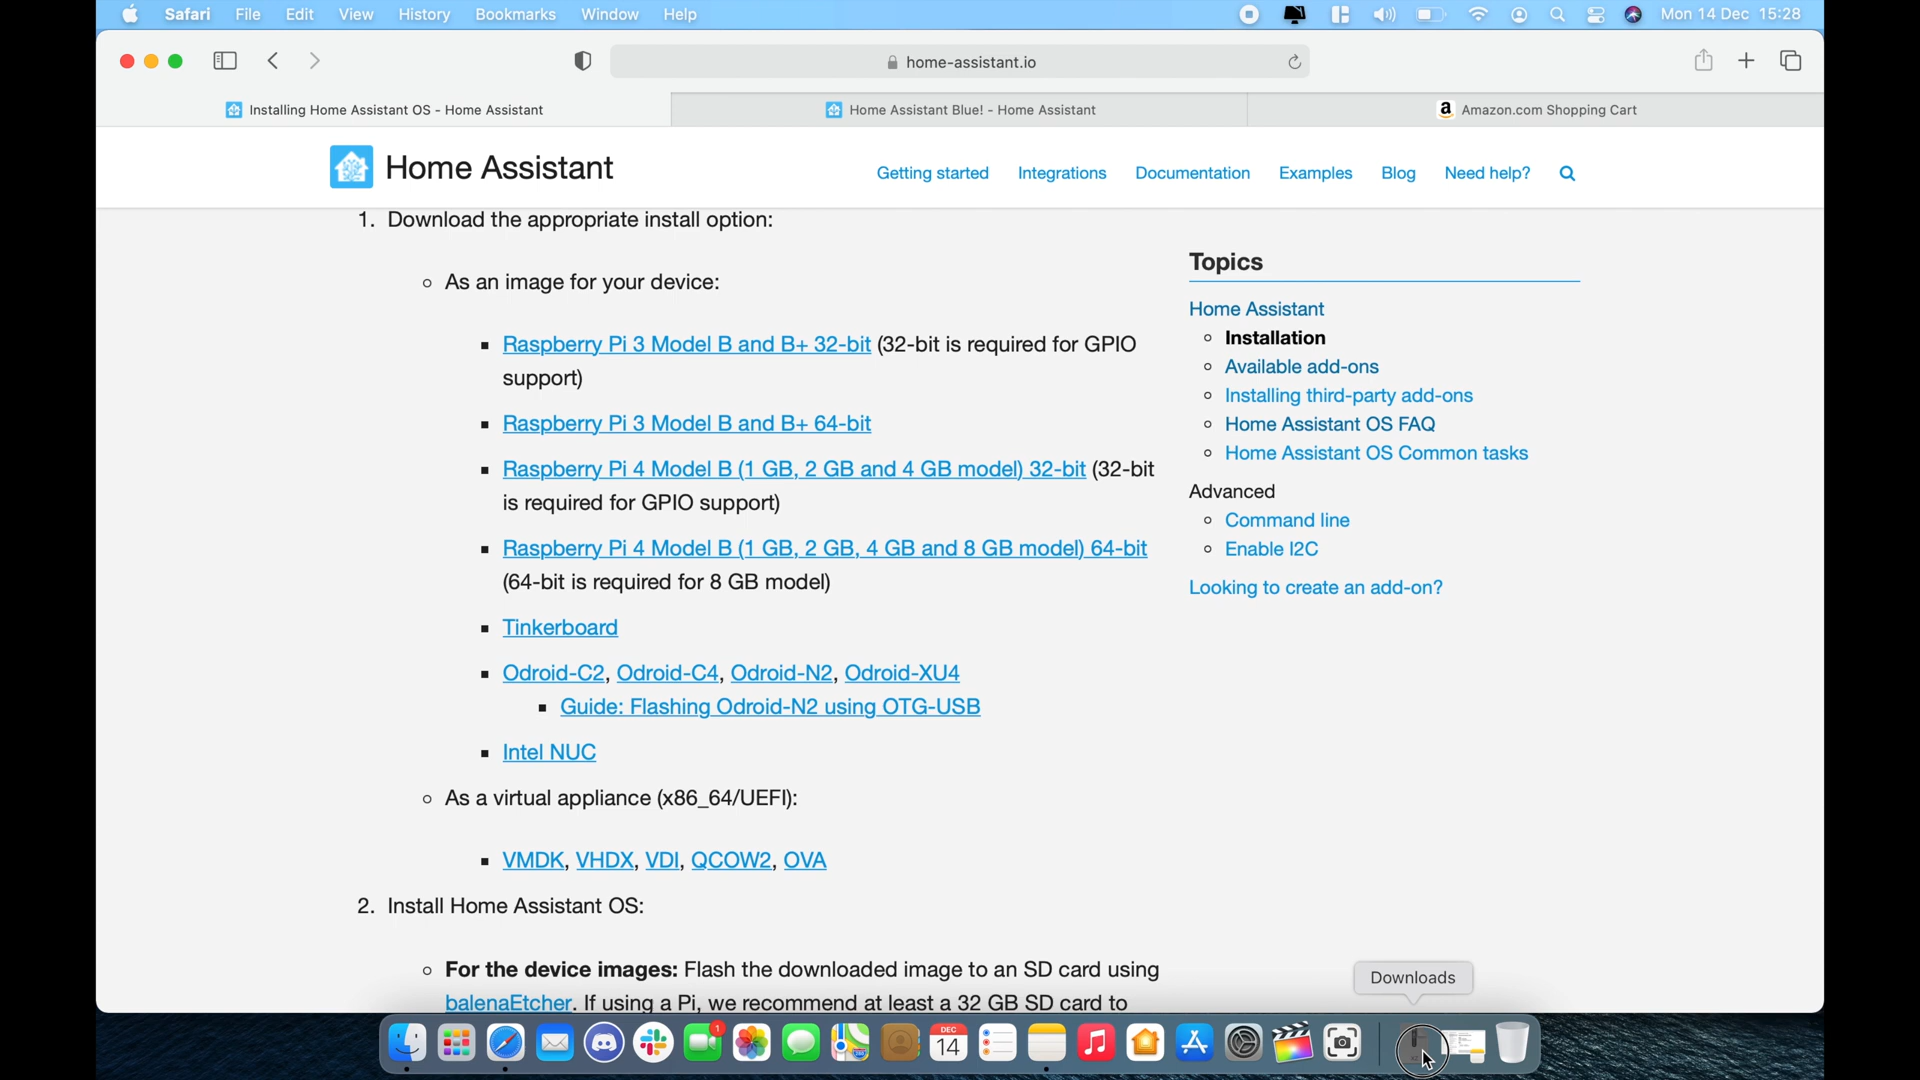 Safari File Edit View History Bookmarks Window Help Mon 14 Dec 15:28
home-assistant.io
Installing Home Assistant OS - Home Assistant
Home Assistant Blue! - Home Assistant
Amazon.com Shopping Cart
Home Assistant
Getting started Integrations Documentation Examples Blog Need help?
1. Download the appropriate install option:
As an image for your device:
Raspberry Pi 3 Model B and B+ 32-bit (32-bit is required for GPIO
support)
Raspberry Pi 3 Model B and B+ 64-bit
Raspberry Pi 4 Model B (1 GB, 2 GB and 4 GB model) 32-bit (32-bit
is required for GPIO support)
Raspberry Pi 4 Model B (1 GB, 2 GB, 4 GB and 8 GB model) 64-bit
(64-bit is required for 8 GB model)
Tinkerboard
Odroid-C2, Odroid-C4, Odroid-N2, Odroid-XU4
Guide: Flashing Odroid-N2 using OTG-USB
Intel NUC
As a virtual appliance (x86_64/UEFI):
VMDK, VHDX, VDI, QCOW2, OVA
2. Install Home Assistant OS:
For the device images: Flash the downloaded image to an SD card using
balenaEtcher. If using a Pi, we recommend at least a 32 GB SD card to
Topics
Home Assistant
Installation
Available add-ons
Installing third-party add-ons
Home Assistant OS FAQ
Home Assistant OS Common tasks
Advanced
Command line
Enable I2C
Looking to create an add-on?
Downloads
1
DEC
14